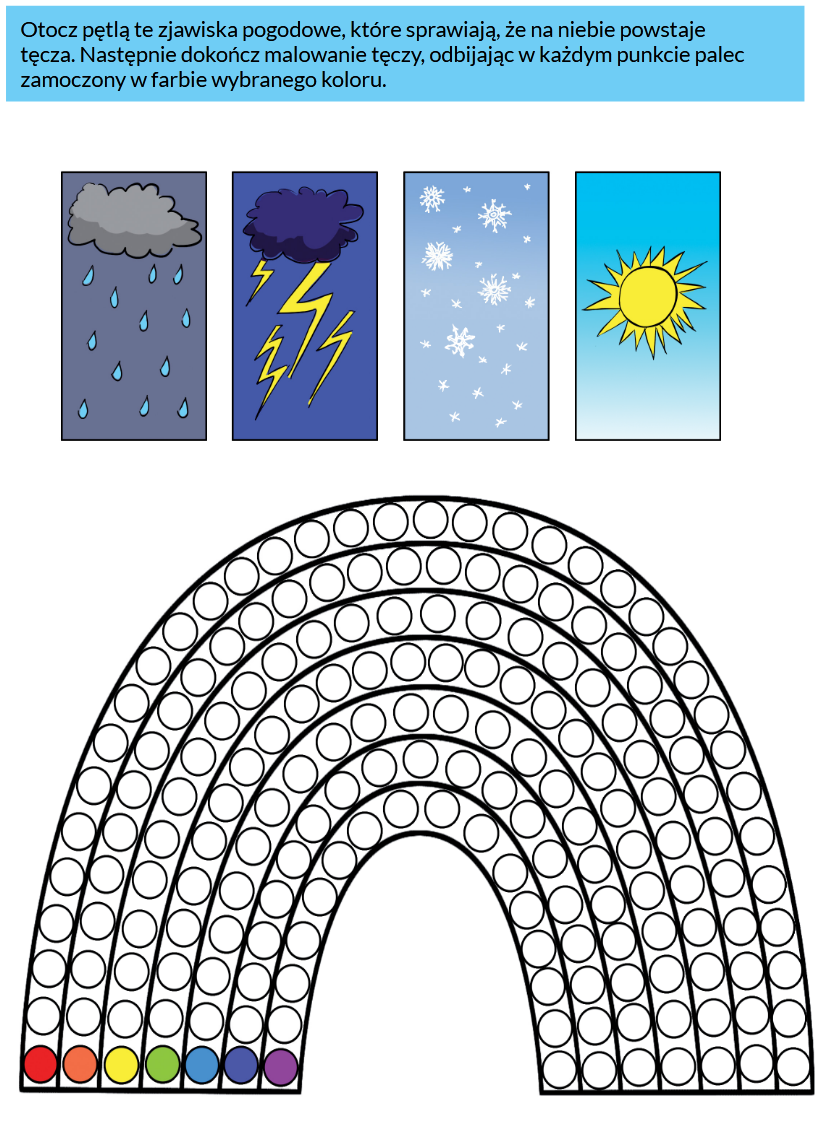 Otocz pętlą te zjawiska pogodowe, które sprawiają, że na niebie powstaje
tęcza. Następnie dokończ malowanie tęczy, odbijając w każdym punkcie palec
zamoczony w farbie wybranego koloru.